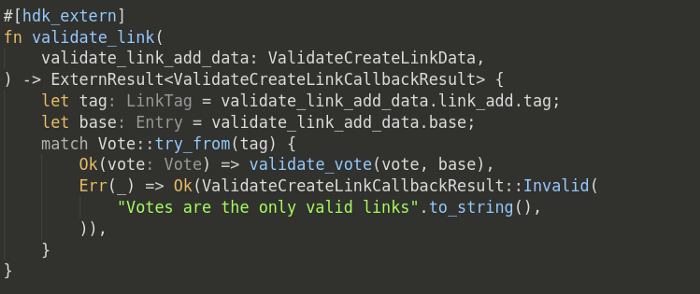 #[hdk_extern]
fn validate_link(
    validate_link_add_data: ValidateCreateLinkData,
) -> ExternResult<ValidateCreateLinkCallbackResult> {
    let tag: LinkTag = validate_link_add_data.link_add.tag;
    let base: Entry = validate_link_add_data.base;
    match Vote::try_from(tag) {
        Ok(vote: Vote) => validate_vote(vote, base),
        Err(_) => Ok(ValidateCreateLinkCallbackResult::Invalid(
            "Votes are the only valid links".to_string(),
        )),
    }
}